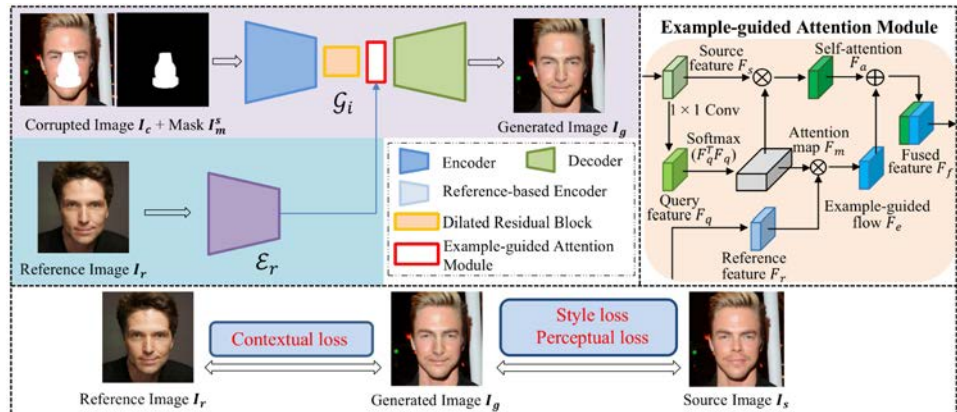 Corrupted Image I_c + Mask I_m^s
G_i
Generated Image I_g
Reference Image I_r
ε_r
Encoder
Decoder
Reference-based Encoder
Dilated Residual Block
Example-guided Attention
Module
Example-guided Attention Module
Source
feature F_s
Self-attention
F_a
1 × 1 Conv
Softmax
(F_q^T F_q)
Attention
map F_m
Fused
feature F_f
Query
feature F_q
Example-guided
flow F_e
Reference
feature F_r
Contextual loss
Style loss
Perceptual loss
Reference Image I_r
Generated Image I_g
Source Image I_s